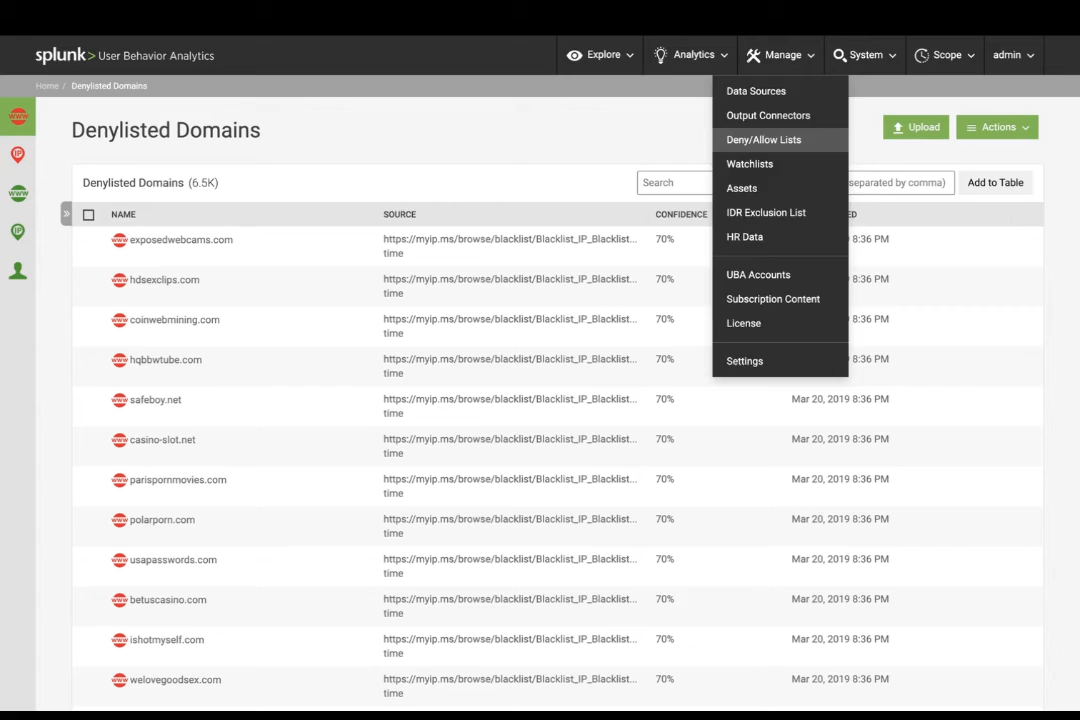 splunk> User Behavior Analytics
Explore
Analytics
Manage
System
Scope
admin
Home / Denylisted Domains
Data Sources
Output Connectors
Deny/Allow Lists
Watchlists
Assets
IDR Exclusion List
HR Data
UBA Accounts
Subscription Content
License
Settings
Denylisted Domains
Upload
Actions
Denylisted Domains (6.5K)
Search
separated by comma)
Add to Table
NAME SOURCE CONFIDENCE ED
exposedwebcams.com https://myip.ms/browse/blacklist/Blacklist_IP_Blacklist... 70% 8:36 PM
time
hdsexclips.com https://myip.ms/browse/blacklist/Blacklist_IP_Blacklist... 70% 8:36 PM
time
coinwebmining.com https://myip.ms/browse/blacklist/Blacklist_IP_Blacklist... 70% 8:36 PM
time
hqbbwtube.com https://myip.ms/browse/blacklist/Blacklist_IP_Blacklist... 70% 8:36 PM
time
safeboy.net https://myip.ms/browse/blacklist/Blacklist_IP_Blacklist... 70% Mar 20, 2019 8:36 PM
time
casino-slot.net https://myip.ms/browse/blacklist/Blacklist_IP_Blacklist... 70% Mar 20, 2019 8:36 PM
time
parispornmovies.com https://myip.ms/browse/blacklist/Blacklist_IP_Blacklist... 70% Mar 20, 2019 8:36 PM
time
polarporn.com https://myip.ms/browse/blacklist/Blacklist_IP_Blacklist... 70% Mar 20, 2019 8:36 PM
time
usapasswords.com https://myip.ms/browse/blacklist/Blacklist_IP_Blacklist... 70% Mar 20, 2019 8:36 PM
time
betuscasino.com https://myip.ms/browse/blacklist/Blacklist_IP_Blacklist... 70% Mar 20, 2019 8:36 PM
time
ishotmyself.com https://myip.ms/browse/blacklist/Blacklist_IP_Blacklist... 70% Mar 20, 2019 8:36 PM
time
welovegoodsex.com https://myip.ms/browse/blacklist/Blacklist_IP_Blacklist... 70% Mar 20, 2019 8:36 PM
time